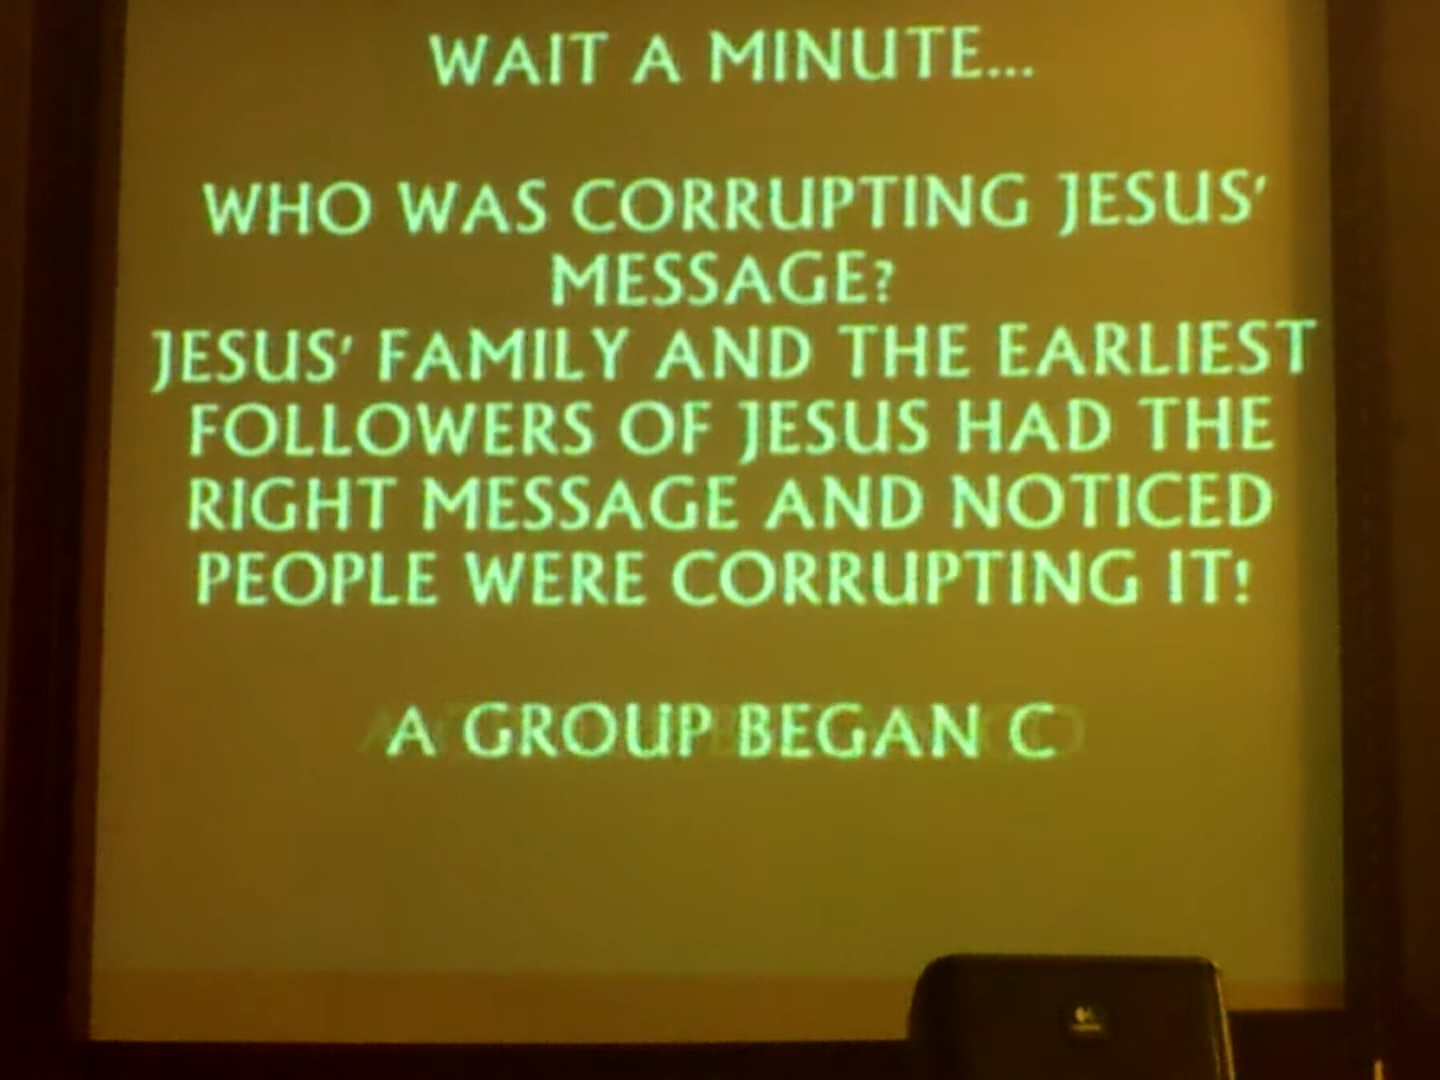 WAIT A MINUTE...
WHO WAS CORRUPTING JESUS'
MESSAGE?
JESUS' FAMILY AND THE EARLIEST
FOLLOWERS OF JESUS HAD THE
RIGHT MESSAGE AND NOTICED
PEOPLE WERE CORRUPTING IT!
A GROUP BEGAN C